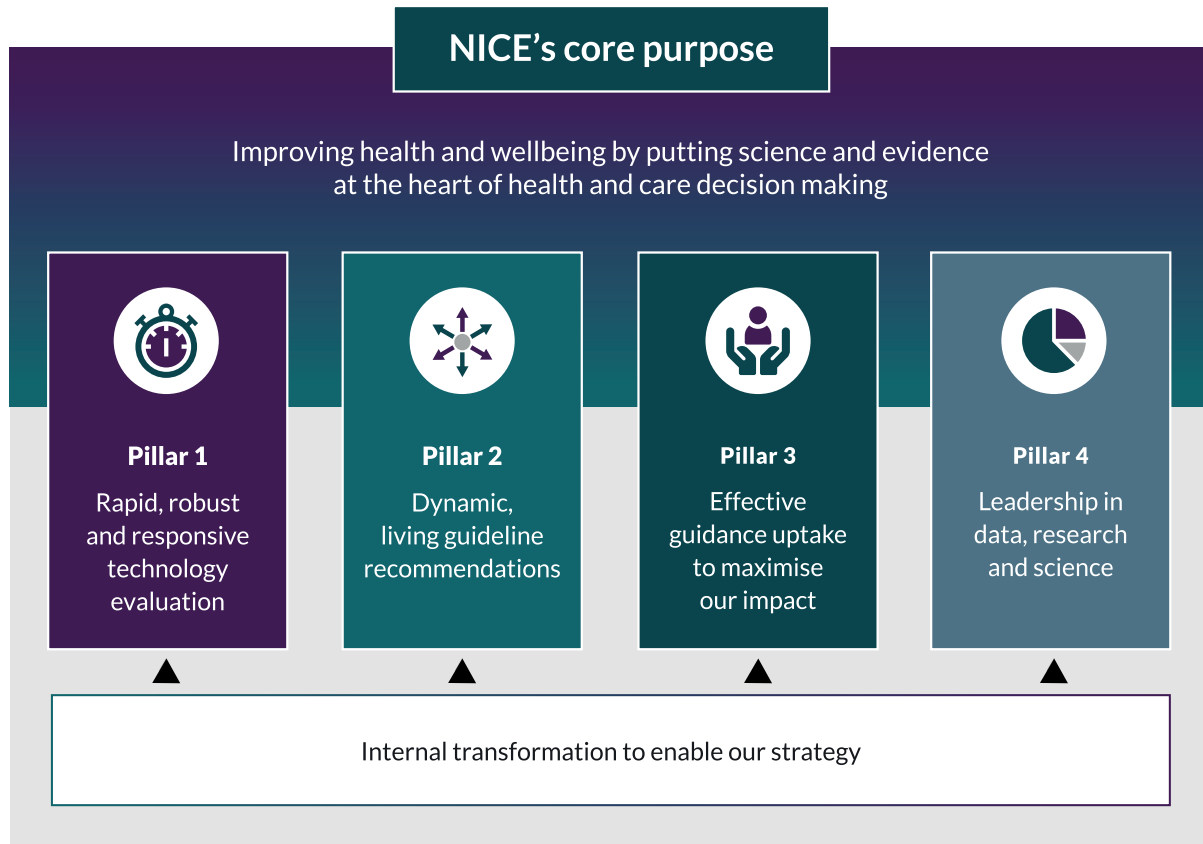 NICE’s core purpose
Improving health and wellbeing by putting science and evidence
at the heart of health and care decision making
Pillar 1
Rapid, robust
and responsive
technology
evaluation
Pillar 2
Dynamic,
living guideline
recommendations
Pillar 3
Effective
guidance uptake
to maximise
our impact
Pillar 4
Leadership in
data, research
and science
Internal transformation to enable our strategy